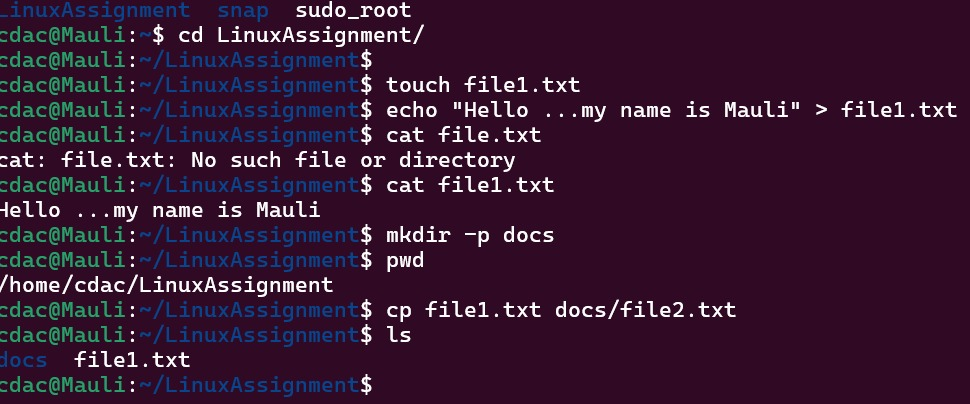 LinuxAssignment  snap  sudo_root
cdac@Mauli:~$ cd LinuxAssignment/
cdac@Mauli:~/LinuxAssignment$
cdac@Mauli:~/LinuxAssignment$ touch file1.txt
cdac@Mauli:~/LinuxAssignment$ echo "Hello ...my name is Mauli" > file1.txt
cdac@Mauli:~/LinuxAssignment$ cat file.txt
cat: file.txt: No such file or directory
cdac@Mauli:~/LinuxAssignment$ cat file1.txt
Hello ...my name is Mauli
cdac@Mauli:~/LinuxAssignment$ mkdir -p docs
cdac@Mauli:~/LinuxAssignment$ pwd
/home/cdac/LinuxAssignment
cdac@Mauli:~/LinuxAssignment$ cp file1.txt docs/file2.txt
cdac@Mauli:~/LinuxAssignment$ ls
docs  file1.txt
cdac@Mauli:~/LinuxAssignment$